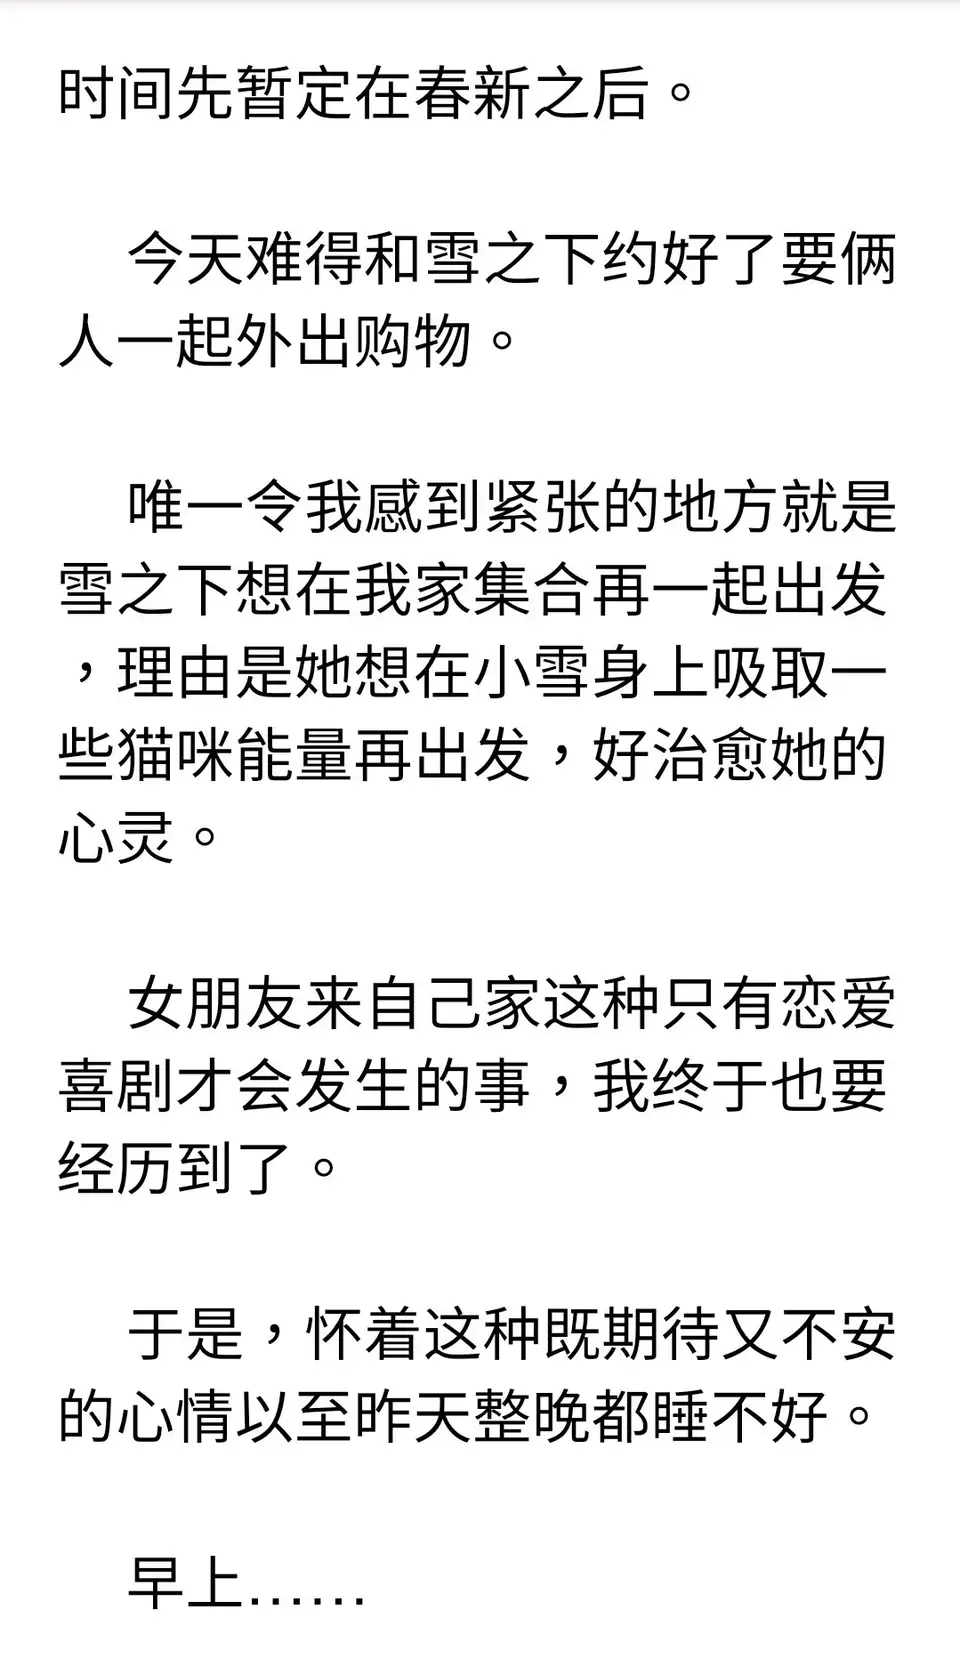 时间先暂定在春新之后。
今天难得和雪之下约好了要俩
人一起外出购物。
唯一令我感到紧张的地方就是
雪之下想在我家集合再一起出发
，理由是她想在小雪身上吸取一
些猫咪能量再出发，好治愈她的
心灵。
女朋友来自己家这种只有恋爱
喜剧才会发生的事，我终于也要
经历到了。
于是，怀着这种既期待又不安
的心情以至昨天整晚都睡不好。
早上……